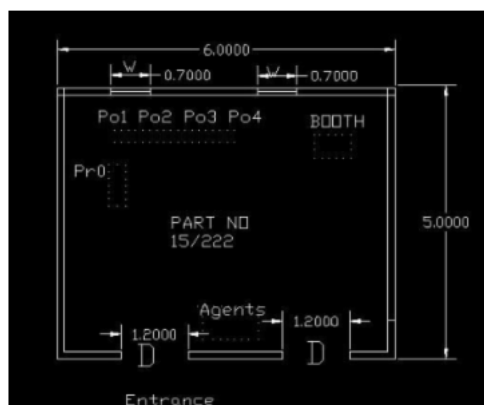 6.0000
W 0.7000 W 0.7000
Po1 Po2 Po3 Po4
BOOTH
Pr0
PART NO
15/222
5.0000
Agents
1.2000 1.2000
D D
Entrance